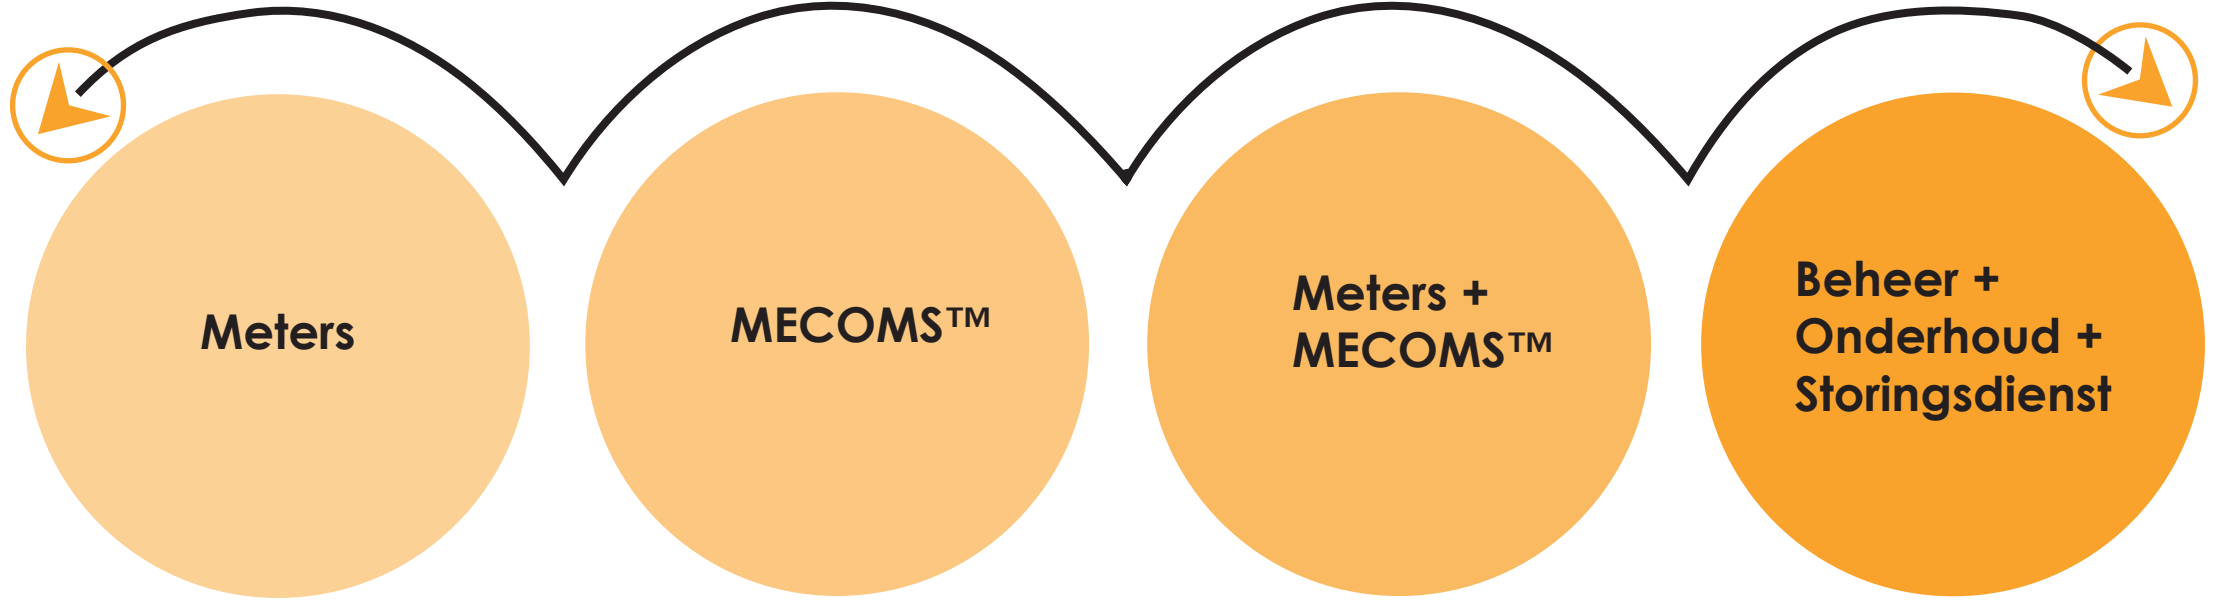 Meters
MECOMS™
Meters +
MECOMS™
Beheer +
Onderhoud +
Storingsdienst